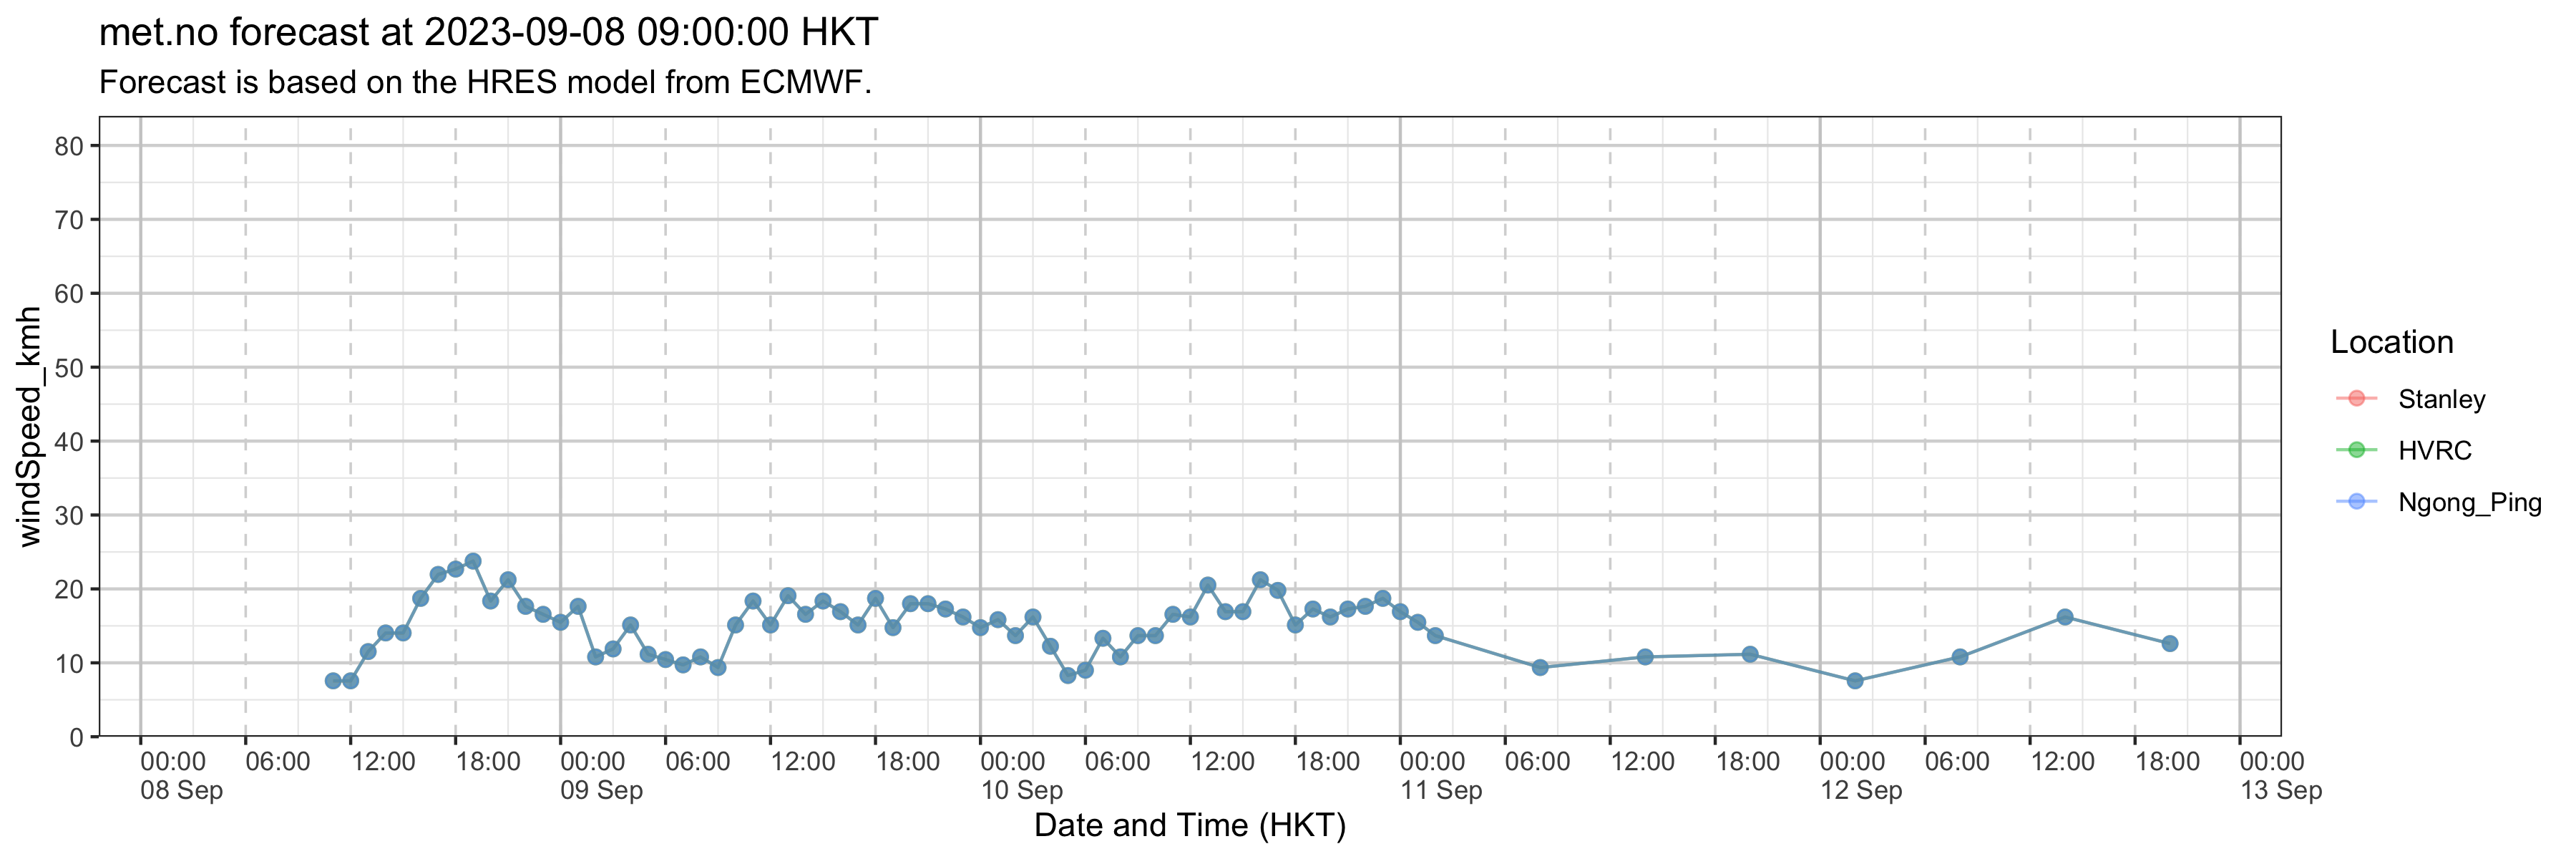 met.no forecast at 2023-09-08 09:00:00 HKT
Forecast is based on the HRES model from ECMWF.
windSpeed_kmh
80
70
60
50
40
30
20
10
0
00:00 06:00 12:00 18:00 00:00 06:00 12:00 18:00 00:00 06:00 12:00 18:00 00:00 06:00 12:00 18:00 00:00 06:00 12:00 18:00 00:00
08 Sep 09 Sep 10 Sep 11 Sep 12 Sep 13 Sep
Date and Time (HKT)
Location
Stanley
HVRC
Ngong_Ping